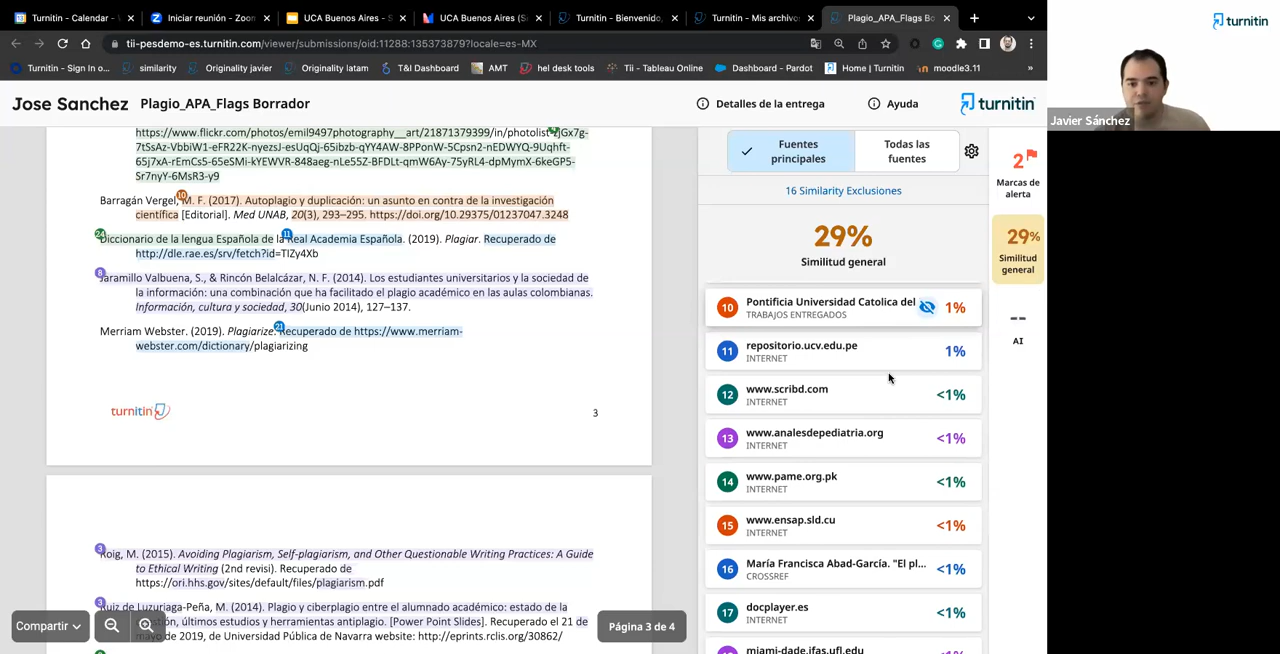 Turnitin - Calendar -
Iniciar reunión - Zoon
UCA Buenos Aires - S
UCA Buenos Aires (S
Turnitin - Bienvenido,
Turnitin - Mis archivo
Plagio_APA_Flags Bo
tii-pesdemo-es.turnitin.com/viewer/submissions/oid:11288:135373879?locale=es-MX
Turnitin - Sign In o...
similarity
Originality javier
Originality latam
T&I Dashboard
AMT
hel desk tools
Tii - Tableau Online
Dashboard - Pardot
Home | Turnitin
moodle3.11
»
Jose Sanchez Plagio_APA_Flags Borrador
Detalles de la entrega
Ayuda
turnitin
https://www.flickr.com/photos/emil9497photography__art/21871379399/in/photolist-zJGx7g-
7tSsAz-VbbiW1-eFR22K-nyezsJ-esUqQj-65ibzb-qYY4AW-8PPonW-5Cpsn2-nEDWYQ-9Uqhft-
65j7xA-rEmCs5-65eSMi-kYEWVR-848aeg-nLe55Z-BFDLt-qmW6Ay-75yRL4-dpMymX-6keGP5-
Sr7nyY-6MsR3-y9
10
Barragán Vergel, M. F. (2017). Autoplagio y duplicación: un asunto en contra de la investigación
científica [Editorial]. Med UNAB, 20(3), 293–295. https://doi.org/10.29375/01237047.3248
24
11
Diccionario de la lengua Española de la Real Academia Española. (2019). Plagiar. Recuperado de
http://dle.rae.es/srv/fetch?id=TIZy4Xb
8
Jaramillo Valbuena, S., & Rincón Belalcázar, N. F. (2014). Los estudiantes universitarios y la sociedad de
la información: una combinación que ha facilitado el plagio académico en las aulas colombianas.
Información, cultura y sociedad, 30(Junio 2014), 127–137.
21
Merriam Webster. (2019). Plagiarize. Recuperado de https://www.merriam-
webster.com/dictionary/plagiarizing
turnitin
3
3
Roig, M. (2015). Avoiding Plagiarism, Self-plagiarism, and Other Questionable Writing Practices: A Guide
to Ethical Writing (2nd revisi). Recuperado de
https://ori.hhs.gov/sites/default/files/plagiarism.pdf
3
Ruiz de Luzuriaga-Peña, M. (2014). Plagio y ciberplagio entre el alumnado académico: estado de la
cuestión, últimos estudios y herramientas antiplagio. [Power Point Slides]. Recuperado el 21 de
mayo de 2019, de Universidad Pública de Navarra website: http://eprints.rclis.org/30862/
Compartir
Página 3 de 4
Fuentes principales
Todas las fuentes
16 Similarity Exclusiones
29%
Similitud general
10 Pontificia Universidad Catolica del 1%
TRABAJOS ENTREGADOS
11 repositorio.ucv.edu.pe 1%
INTERNET
12 www.scribd.com <1%
INTERNET
13 www.analesdepediatria.org <1%
INTERNET
14 www.pame.org.pk <1%
INTERNET
15 www.ensap.sld.cu <1%
INTERNET
16 María Francisca Abad-García. "El pl... <1%
CROSSREF
17 docplayer.es <1%
INTERNET
miami-dade.ifas.ufl.edu
2
Marcas de
alerta
29%
Similitud
general
--
AI
turnitin
Javier Sánchez